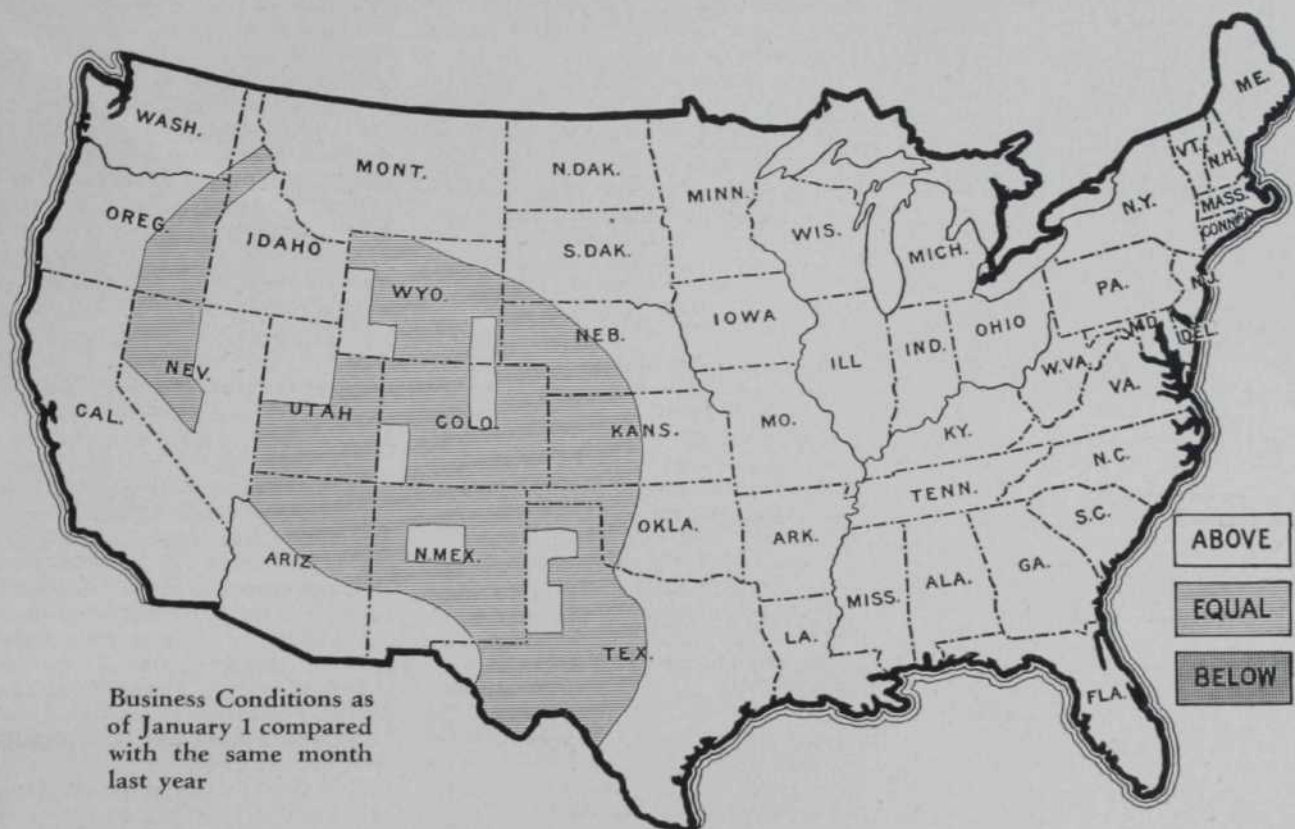 WASH.
MONT.
N.DAK.
MINN.
ME.
VT.
N.H.
OREG.
IDAHO
S.DAK.
WIS.
MICH.
N.Y.
MASS.
CONN.
WYO.
NEB.
IOWA
PA.
N.J.
NEV.
UTAH
COLO.
KANS.
MO.
ILL
IND.
OHIO
W.VA.
MD.
DEL.
VA.
CAL.
KY.
N.C.
TENN.
ARIZ
N.MEX.
OKLA.
ARK.
S.C.
TEX.
LA.
MISS.
ALA.
GA.
FLA.
ABOVE
EQUAL
BELOW
Business Conditions as
of January 1 compared
with the same month
last year